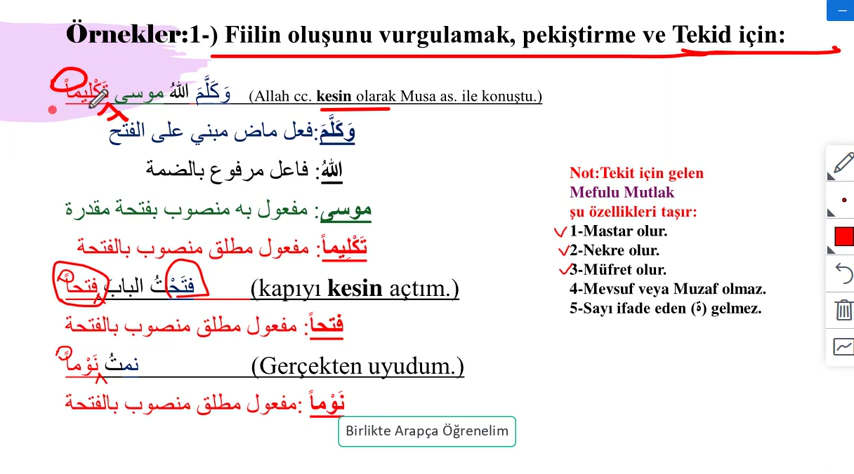 Örnekler:1-) Fiilin oluşunu vurgulamak, pekiştirme ve Tekid için:
وَكَلَّمَ اللهُ موسى تَكْلِيماً (Allah cc. kesin olarak Musa as. ile konuştu.)
وَكَلَّمَ:فعل ماض مبني على الفتح
اللهُ: فاعل مرفوع بالضمة
موسى: مفعول به منصوب بفتحة مقدرة
تَكْلِيماً: مفعول مطلق منصوب بالفتحة
فتَحْتُ البابَ فتحاً (kapıyı kesin açtım.)
فتحاً: مفعول مطلق منصوب بالفتحة
نمتُ نَوْماً (Gerçekten uyudum.)
نَوْماً :مفعول مطلق منصوب بالفتحة
Not:Tekit için gelen
Mefulu Mutlak
şu özellikleri taşır:
1-Mastar olur.
2-Nekre olur.
3-Müfret olur.
4-Mevsuf veya Muzaf olmaz.
5-Sayı ifade eden (ة) gelmez.
Birlikte Arapça Öğrenelim